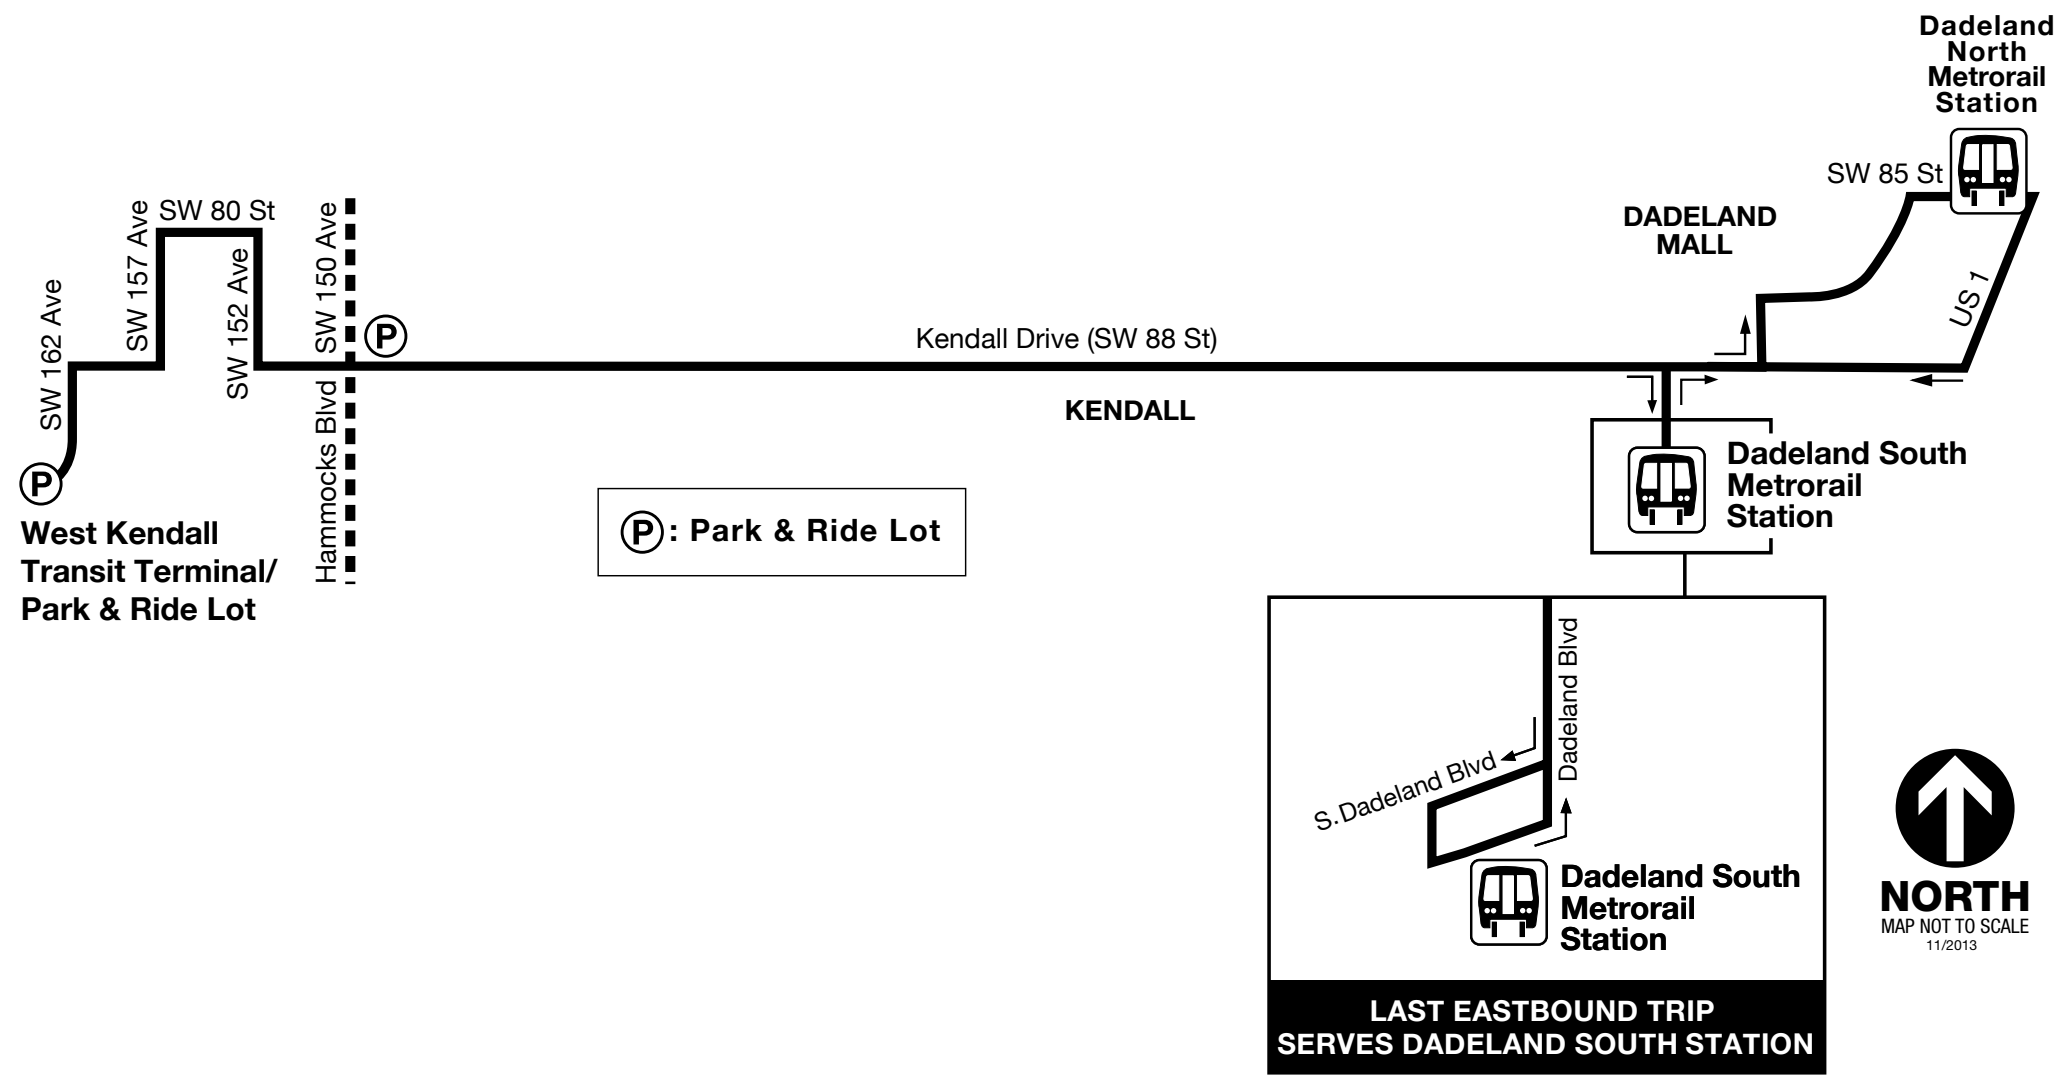 Dadeland
North
Metrorail
Station
SW 85 St
DADELAND
MALL
US 1
SW 80 St
SW 157 Ave
SW 152 Ave
SW 150 Ave
SW 162 Ave
P
Kendall Drive (SW 88 St)
KENDALL
Hammocks Blvd
P
West Kendall
Transit Terminal/
Park & Ride Lot
P : Park & Ride Lot
Dadeland South
Metrorail
Station
Dadeland Blvd
S. Dadeland Blvd
Dadeland South
Metrorail
Station
LAST EASTBOUND TRIP
SERVES DADELAND SOUTH STATION
NORTH
MAP NOT TO SCALE
11/2013